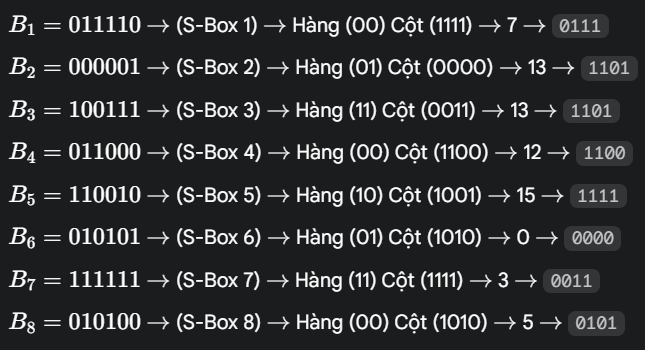 B₁ = 011110 → (S-Box 1) → Hàng (00) Cột (1111) → 7 → 0111
B₂ = 000001 → (S-Box 2) → Hàng (01) Cột (0000) → 13 → 1101
B₃ = 100111 → (S-Box 3) → Hàng (11) Cột (0011) → 13 → 1101
B₄ = 011000 → (S-Box 4) → Hàng (00) Cột (1100) → 12 → 1100
B₅ = 110010 → (S-Box 5) → Hàng (10) Cột (1001) → 15 → 1111
B₆ = 010101 → (S-Box 6) → Hàng (01) Cột (1010) → 0 → 0000
B₇ = 111111 → (S-Box 7) → Hàng (11) Cột (1111) → 3 → 0011
B₈ = 010100 → (S-Box 8) → Hàng (00) Cột (1010) → 5 → 0101